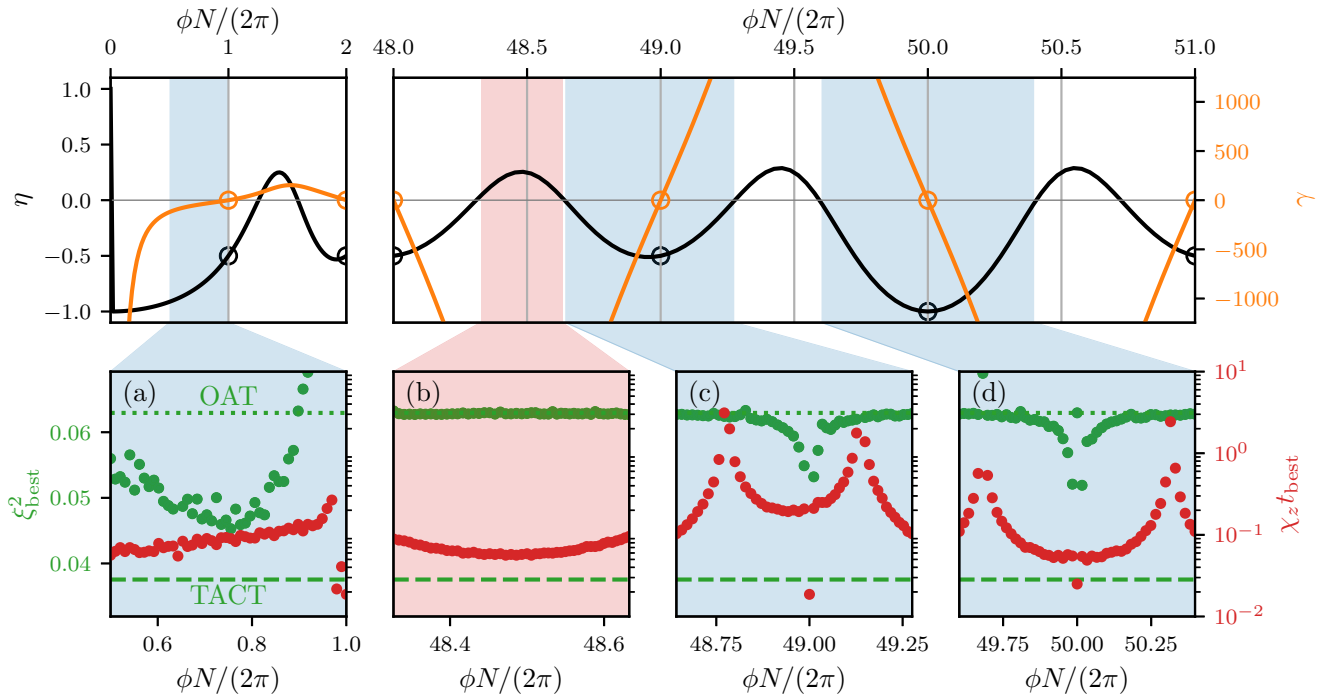 ϕN/(2π) ϕN/(2π)
0 1 2 48.0 48.5 49.0 49.5 50.0 50.5 51.0
1.0 1000
0.5 500
η 0.0 0 γ
−0.5 −500
−1.0 −1000
(a) OAT (b) (c) (d) 10¹
0.06 10⁰
ξ²best 0.05 χzt best
10⁻¹
0.04
TACT 10⁻²
0.6 0.8 1.0 48.4 48.6 48.75 49.00 49.25 49.75 50.00 50.25
ϕN/(2π) ϕN/(2π) ϕN/(2π) ϕN/(2π)